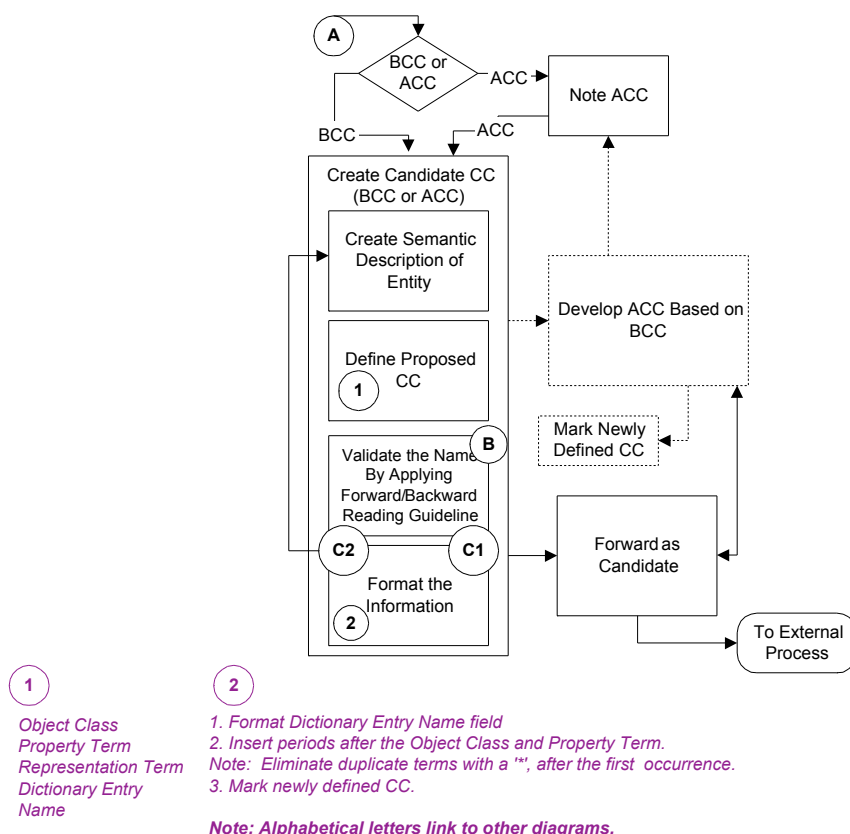 A
BCC or
ACC
ACC
Note ACC
BCC
ACC
Create Candidate CC
(BCC or ACC)
Create Semantic
Description of
Entity
Develop ACC Based on
BCC
Define Proposed
CC
1
Mark Newly
Defined CC
B
Validate the Name
By Applying
Forward/Backward
Reading Guideline
C2
C1
Forward as
Candidate
Format the
Information
2
To External
Process
1
Object Class
Property Term
Representation Term
Dictionary Entry
Name
2
1. Format Dictionary Entry Name field
2. Insert periods after the Object Class and Property Term.
Note: Eliminate duplicate terms with a '*', after the first occurrence.
3. Mark newly defined CC.
Note: Alphabetical letters link to other diagrams.